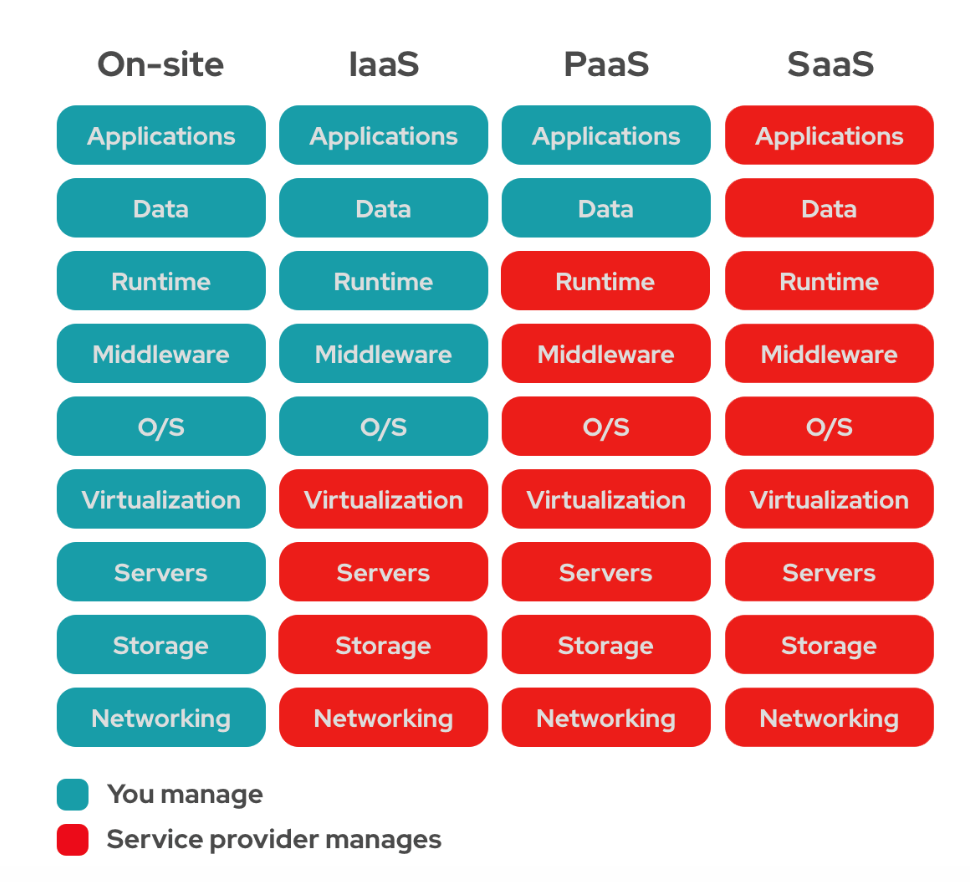 On-site IaaS PaaS SaaS
Applications Applications Applications Applications
Data Data Data Data
Runtime Runtime Runtime Runtime
Middleware Middleware Middleware Middleware
O/S O/S O/S O/S
Virtualization Virtualization Virtualization Virtualization
Servers Servers Servers Servers
Storage Storage Storage Storage
Networking Networking Networking Networking
You manage
Service provider manages